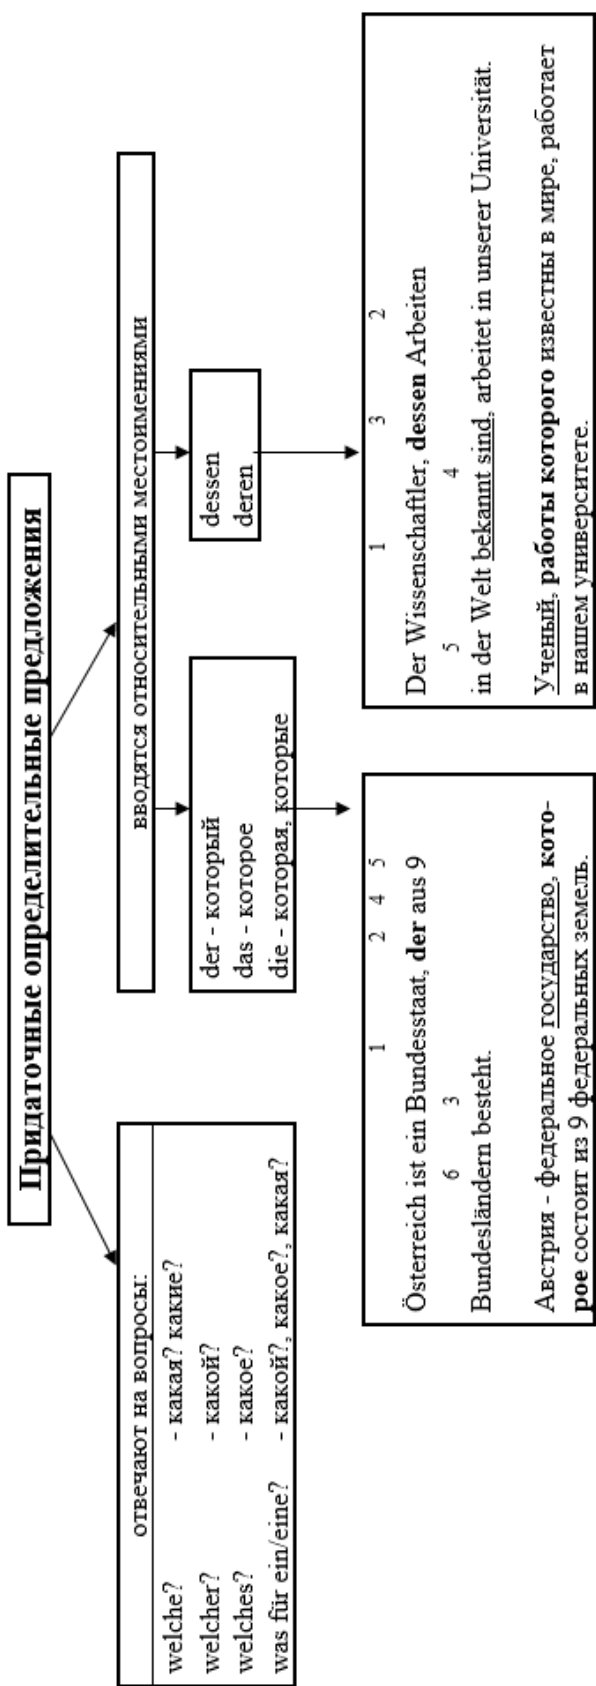 Придаточные определительные предложения
отвечают на вопросы:
welche? - какая? какие?
welcher? - какой?
welches? - какое?
was für ein/eine? - какой?, какое?, какая?
вводятся относительными местоимениями
der - который
das - которое
die - которая, которые
dessen
deren
1 2 4 5
Österreich ist ein Bundesstaat, der aus 9
6 3
Bundesländern besteht.
Австрия - федеральное государство, кото-
рое состоит из 9 федеральных земель.
1 3 2
Der Wissenschaftler, dessen Arbeiten
5 4
in der Welt bekannt sind, arbeitet in unserer Universität.
Ученый, работы которого известны в мире, работает
в нашем университете.